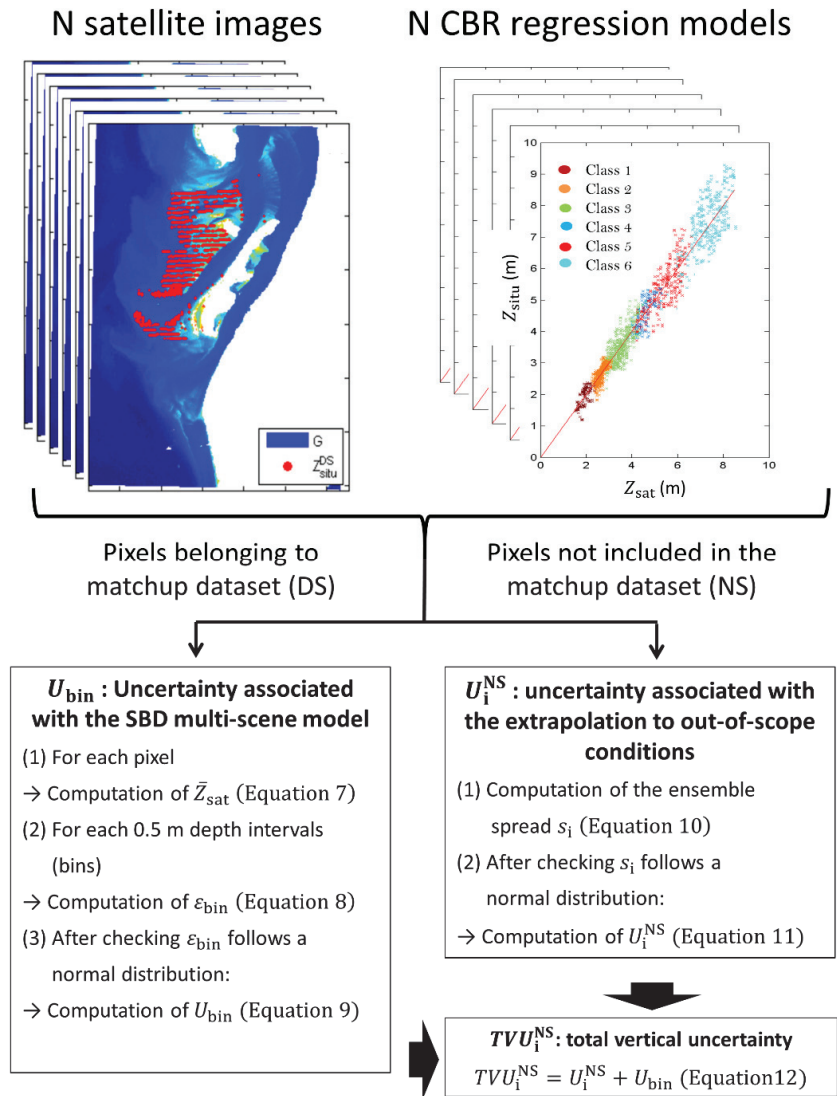 N satellite images
N CBR regression models
G
Z_situ^DS
10
9
8
7
6
5
4
3
2
1
0
Class 1
Class 2
Class 3
Class 4
Class 5
Class 6
Z_situ (m)
0 2 4 6 8 10
Z_sat (m)
Pixels belonging to
matchup dataset (DS)
Pixels not included in the
matchup dataset (NS)
U_bin : Uncertainty associated
with the SBD multi-scene model
(1) For each pixel
→ Computation of Z̄_sat (Equation 7)
(2) For each 0.5 m depth intervals
(bins)
→ Computation of ε_bin (Equation 8)
(3) After checking ε_bin follows a
normal distribution:
→ Computation of U_bin (Equation 9)
U_i^NS : uncertainty associated with
the extrapolation to out-of-scope
conditions
(1) Computation of the ensemble
spread s_i (Equation 10)
(2) After checking s_i follows a
normal distribution:
→ Computation of U_i^NS (Equation 11)
TVU_i^NS: total vertical uncertainty
TVU_i^NS = U_i^NS + U_bin (Equation12)